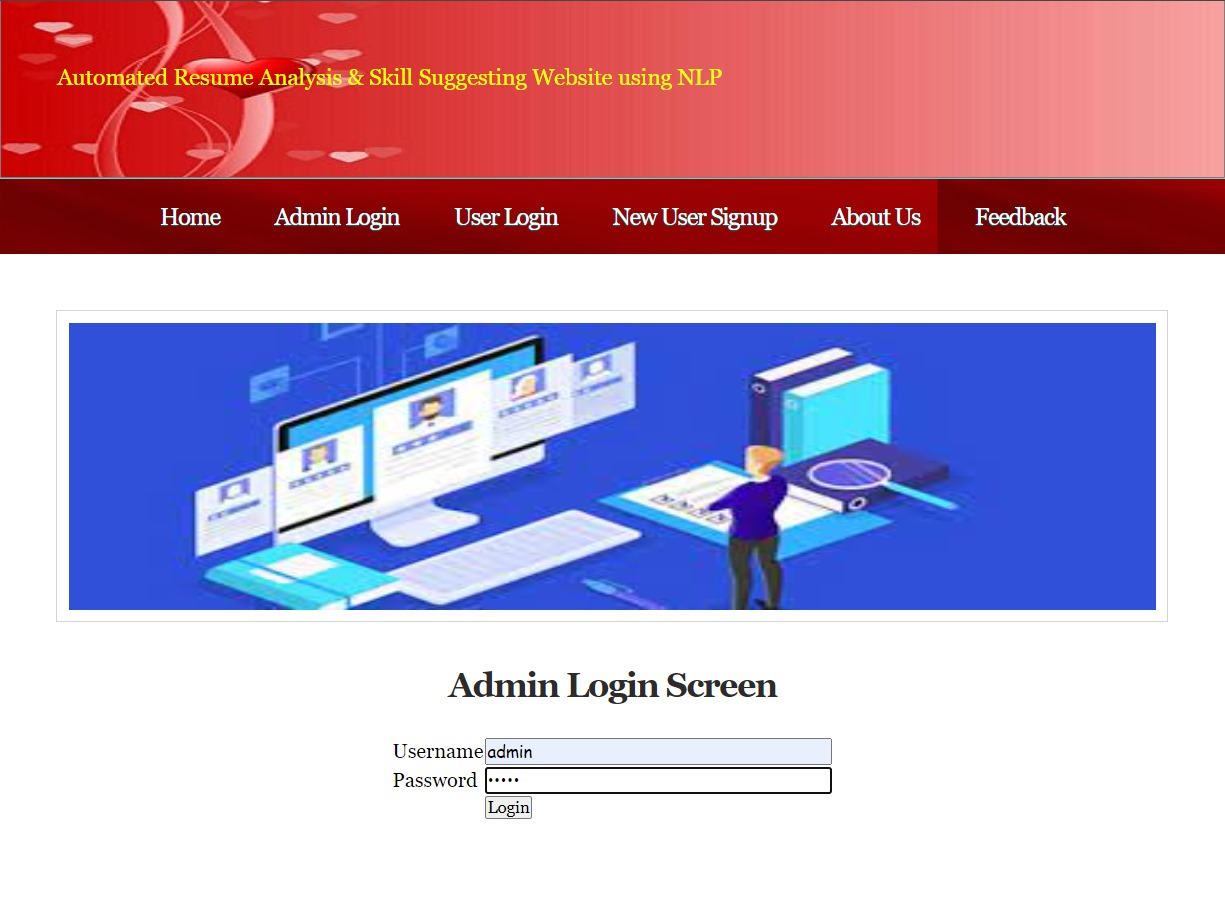 Automated Resume Analysis & Skill Suggesting Website using NLP
Home Admin Login User Login New User Signup About Us Feedback
Admin Login Screen
Username admin
Password •••••
Login